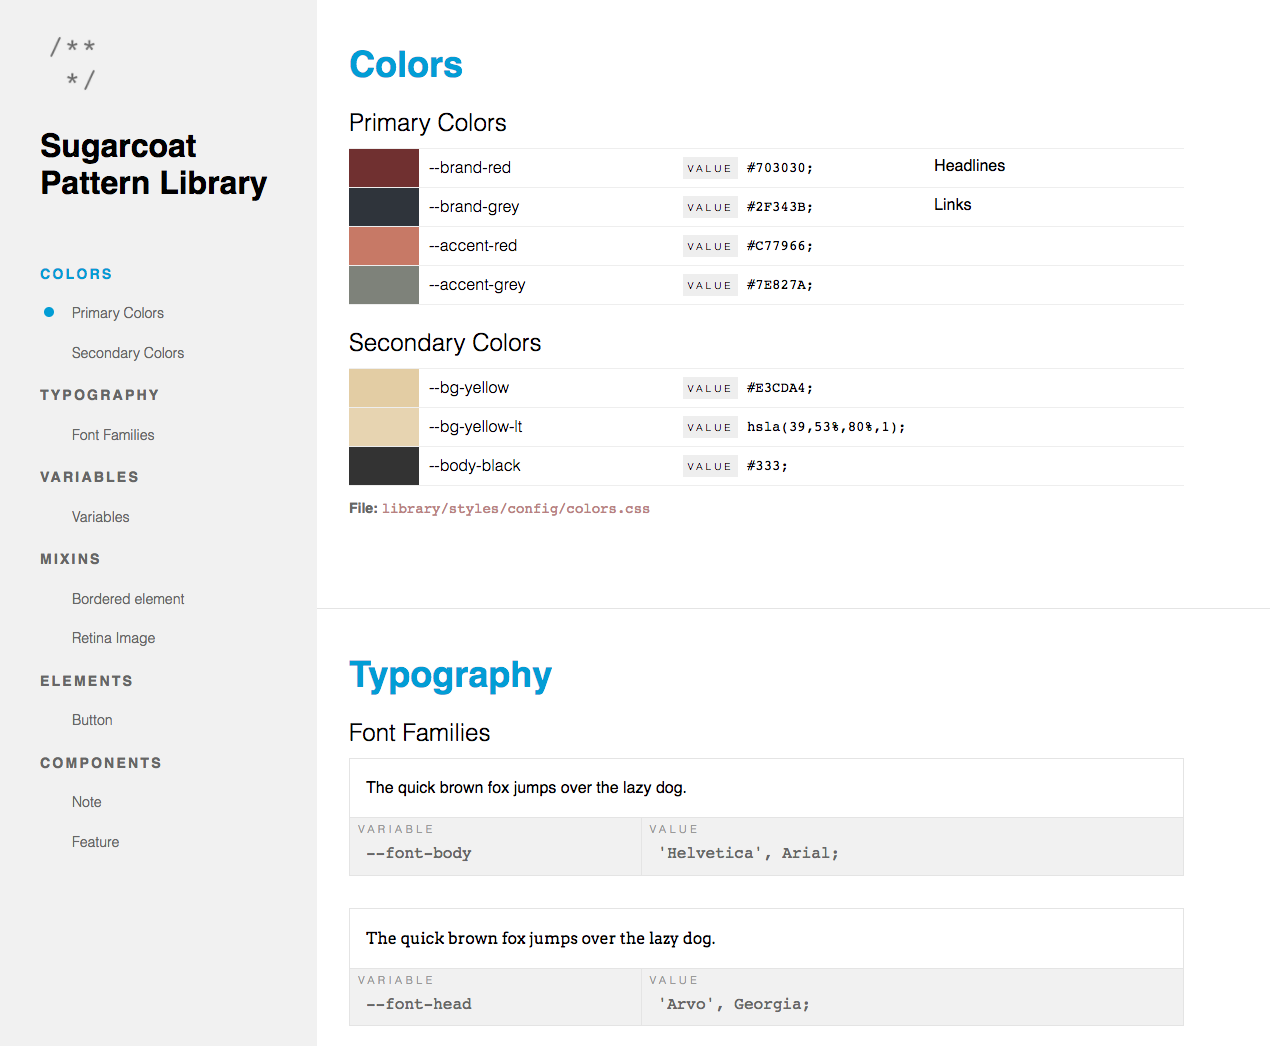 /**
*/
Sugarcoat
Pattern Library
COLORS
Primary Colors
Secondary Colors
TYPOGRAPHY
Font Families
VARIABLES
Variables
MIXINS
Bordered element
Retina Image
ELEMENTS
Button
COMPONENTS
Note
Feature
Colors
Primary Colors
--brand-red VALUE #703030; Headlines
--brand-grey VALUE #2F343B; Links
--accent-red VALUE #C77966;
--accent-grey VALUE #7E827A;
Secondary Colors
--bg-yellow VALUE #E3CDA4;
--bg-yellow-lt VALUE hsla(39,53%,80%,1);
--body-black VALUE #333;
File: library/styles/config/colors.css
Typography
Font Families
The quick brown fox jumps over the lazy dog.
VARIABLE VALUE
--font-body 'Helvetica', Arial;
The quick brown fox jumps over the lazy dog.
VARIABLE VALUE
--font-head 'Arvo', Georgia;